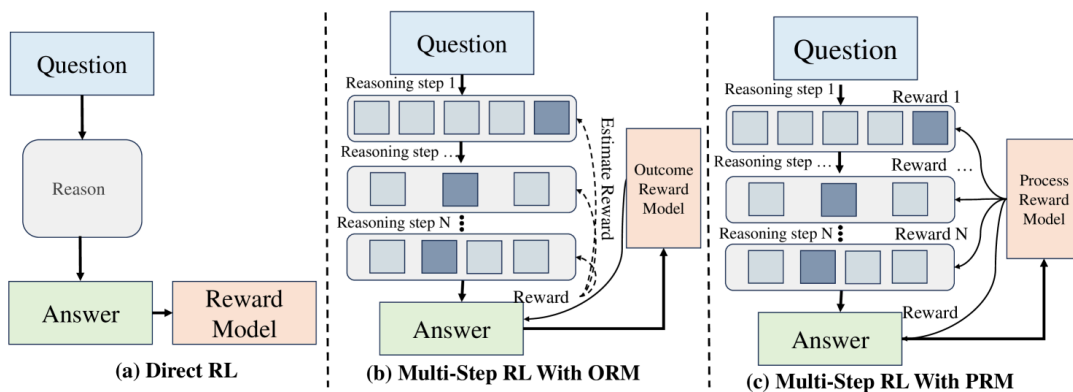 Question
Reason
Answer
Reward
Model
(a) Direct RL
Question
Reasoning step 1
Reasoning step ...
Reasoning step N
Estimate Reward
Outcome
Reward
Model
Reward
Answer
(b) Multi-Step RL With ORM
Question
Reasoning step 1
Reward 1
Reasoning step ...
Reward ...
Reasoning step N
Reward N
Process
Reward
Model
Reward
Answer
(c) Multi-Step RL With PRM